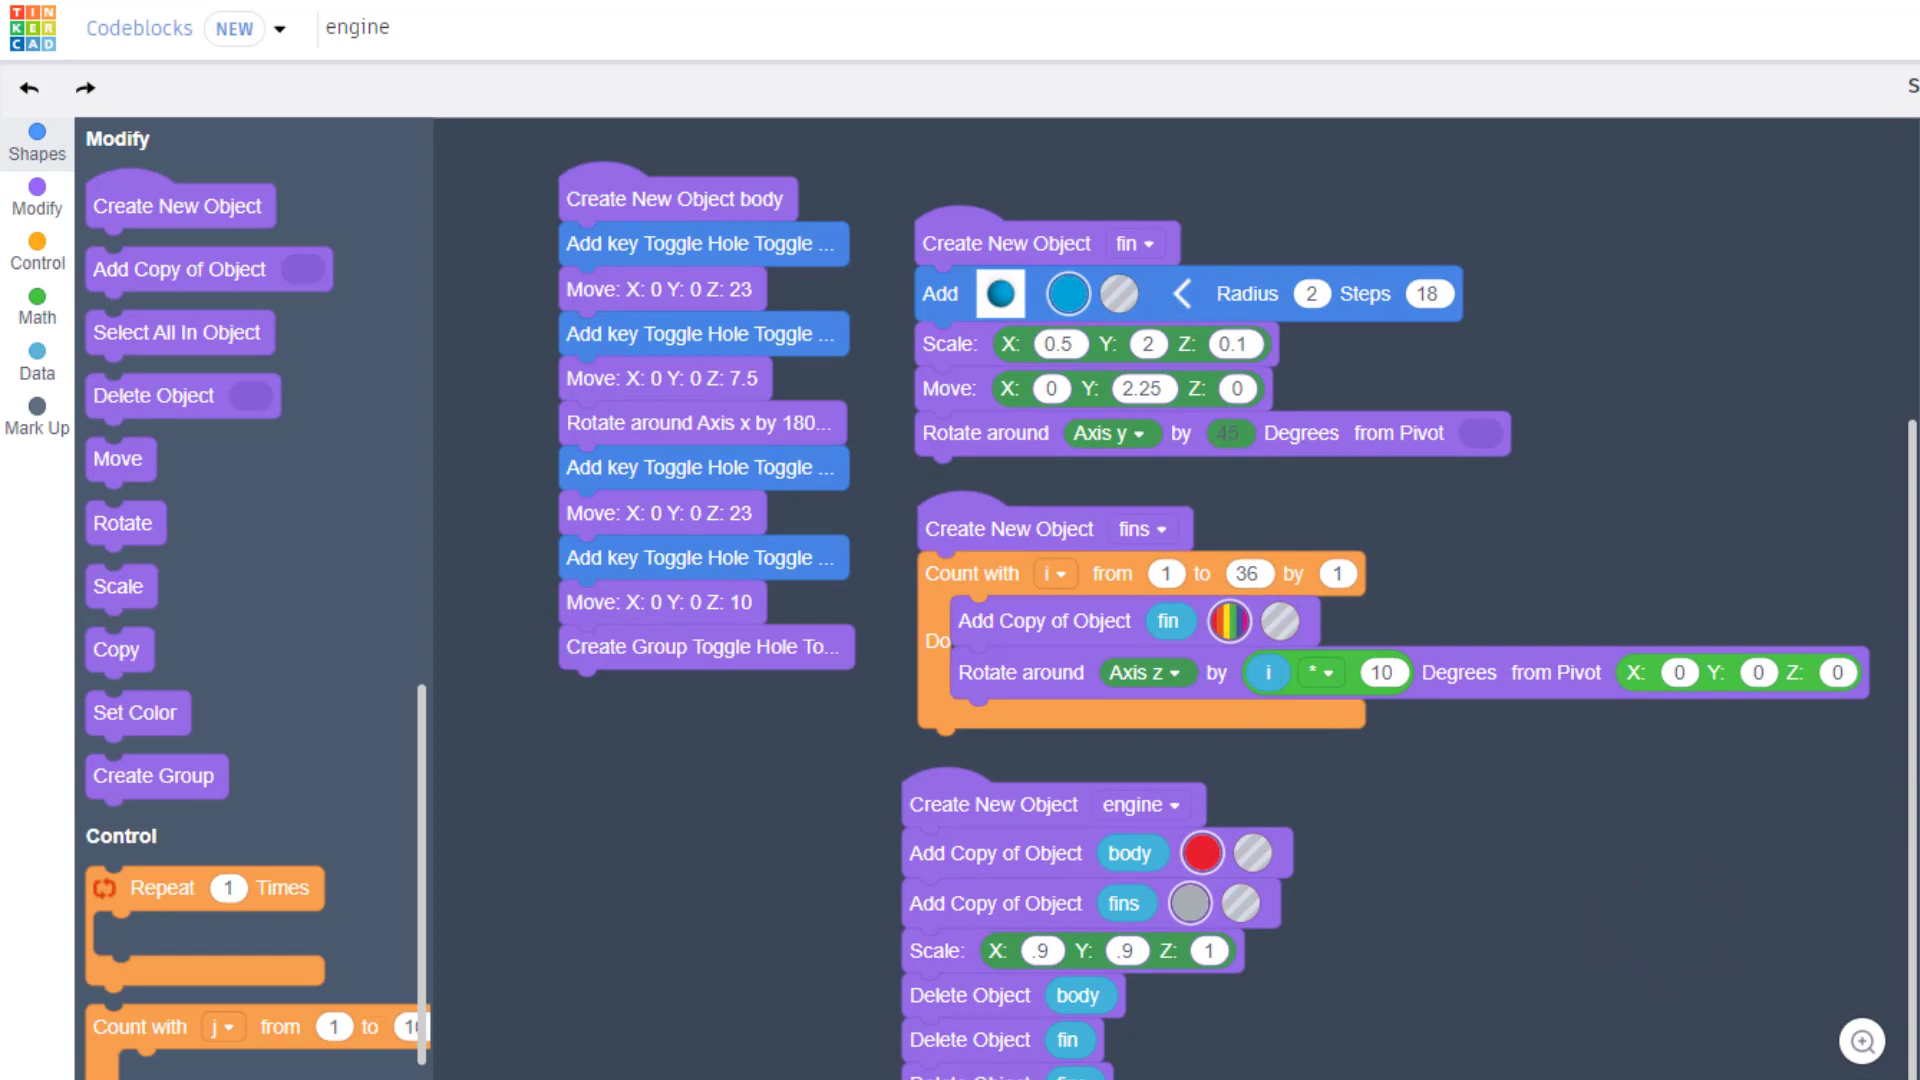 TIN
KER
CAD
Codeblocks NEW engine
S
Shapes
Modify
Control
Math
Data
Mark Up
Modify
Create New Object
Add Copy of Object
Select All In Object
Delete Object
Move
Rotate
Scale
Copy
Set Color
Create Group
Control
Repeat 1 Times
Count with j from 1 to 10
Create New Object body
Add key Toggle Hole Toggle ...
Move: X: 0 Y: 0 Z: 23
Add key Toggle Hole Toggle ...
Move: X: 0 Y: 0 Z: 7.5
Rotate around Axis x by 180...
Add key Toggle Hole Toggle ...
Move: X: 0 Y: 0 Z: 23
Add key Toggle Hole Toggle ...
Move: X: 0 Y: 0 Z: 10
Create Group Toggle Hole To...
Create New Object fin
Add Radius 2 Steps 18
Scale: X: 0.5 Y: 2 Z: 0.1
Move: X: 0 Y: 2.25 Z: 0
Rotate around Axis y by 45 Degrees from Pivot
Create New Object fins
Count with i from 1 to 36 by 1
Do
Add Copy of Object fin
Rotate around Axis z by i * 10 Degrees from Pivot X: 0 Y: 0 Z: 0
Create New Object engine
Add Copy of Object body
Add Copy of Object fins
Scale: X: .9 Y: .9 Z: 1
Delete Object body
Delete Object fin